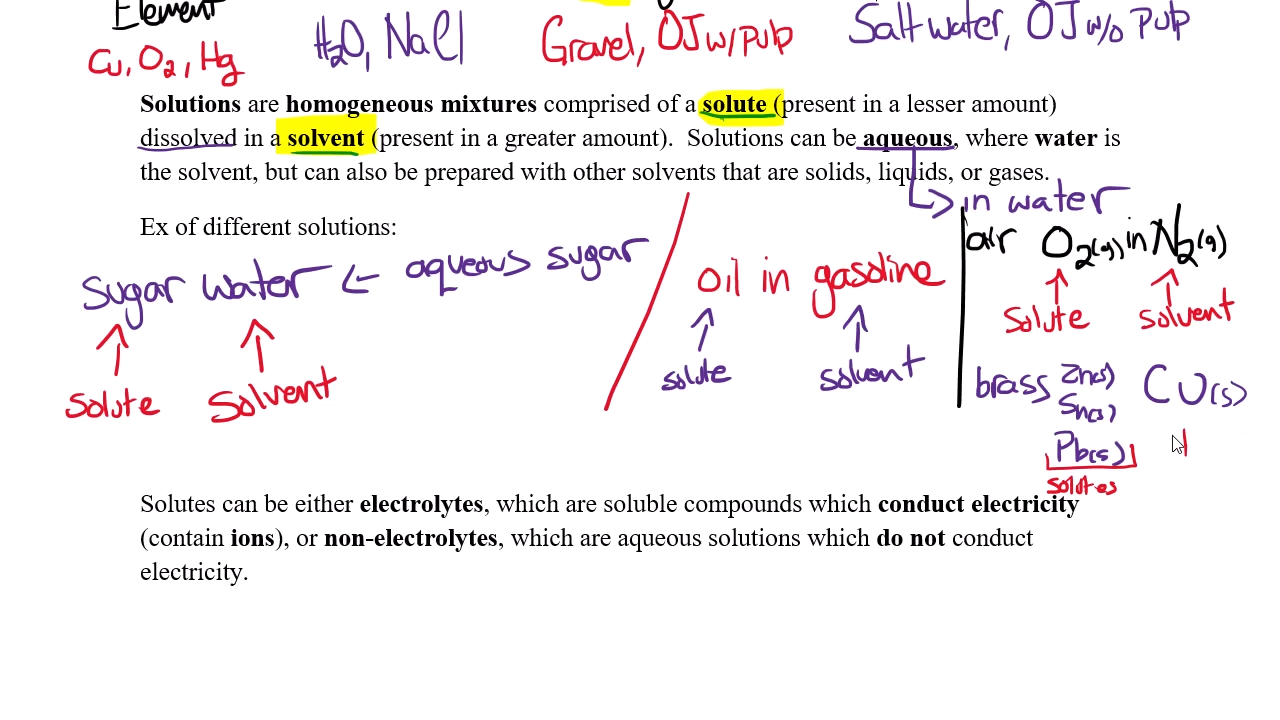 Element
Cu, O2, Hg
H2O, NaCl
Gravel, OJ w/ pulp
Salt water, OJ w/o pulp
Solutions are homogeneous mixtures comprised of a solute (present in a lesser amount)
dissolved in a solvent (present in a greater amount).  Solutions can be aqueous, where water is
the solvent, but can also be prepared with other solvents that are solids, liquids, or gases.
in water
Ex of different solutions:
Sugar water ← aqueous sugar
solute solvent
oil in gasoline
solute solvent
air O2(g) in N2(g)
solute solvent
brass Zn(s) Cu(s)
Sn(s)
Pb(s)
solutes
Solutes can be either electrolytes, which are soluble compounds which conduct electricity
(contain ions), or non-electrolytes, which are aqueous solutions which do not conduct
electricity.